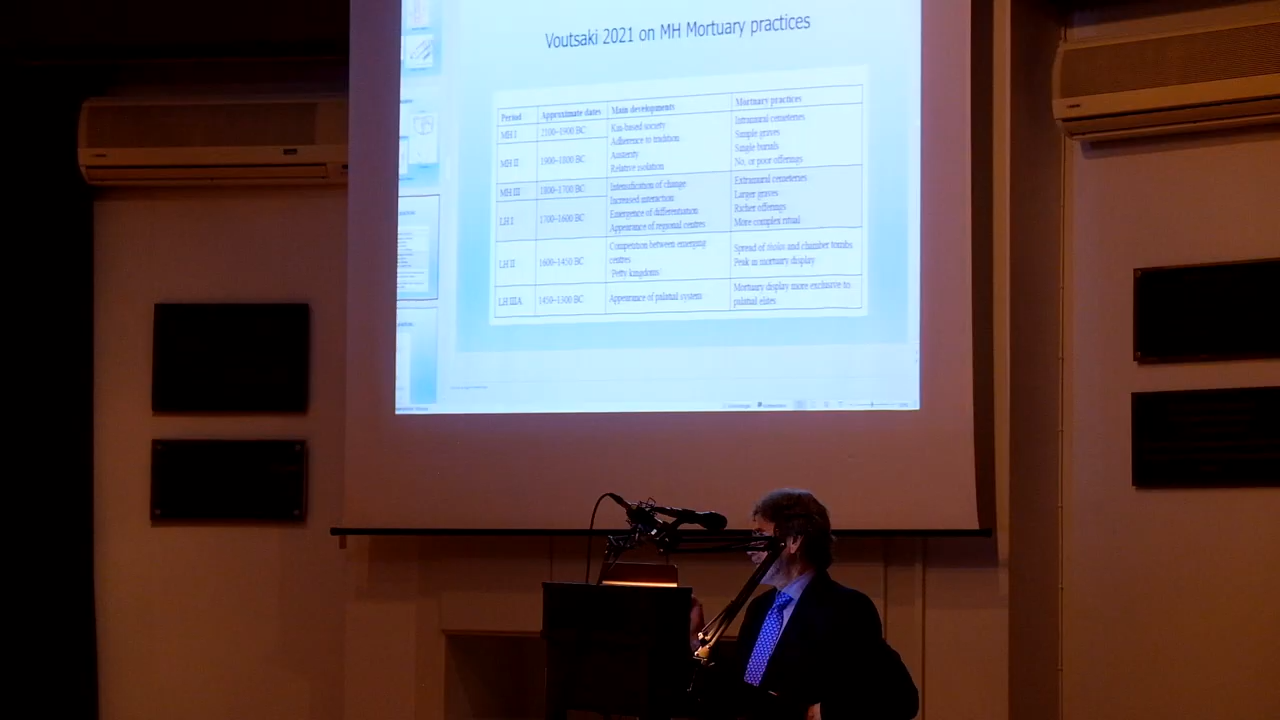 Voutsaki 2021 on MH Mortuary practices
Period Approximate dates Main developments Mortuary practices
MH I 2100–1900 BC Kin-based society Intramural cemeteries
Adherence to tradition Simple graves
MH II 1900–1800 BC Austerity Single burials
Relative isolation No, or poor offerings
MH III 1800–1700 BC Intensification of change Extramural cemeteries
Increased interaction Larger graves
LH I 1700–1600 BC Emergence of differentiation Richer offerings
Appearance of regional centres More complex ritual
LH II 1600–1450 BC Competition between emerging Spread of tholos and chamber tombs
centres Peak in mortuary display
'Petty kingdoms'
LH IIIA 1450–1300 BC Appearance of palatial system Mortuary display more exclusive to
palatial elites